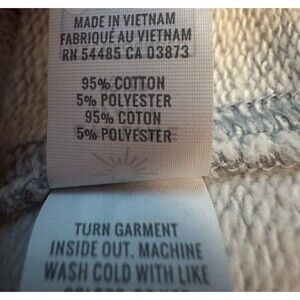 MADE IN VIETNAM
FABRIQUÉ AU VIETNAM
RN 54485 CA 03873
95% COTTON
5% POLYESTER
95% COTON
5% POLYESTER
TURN GARMENT
INSIDE OUT. MACHINE
WASH COLD WITH LIKE